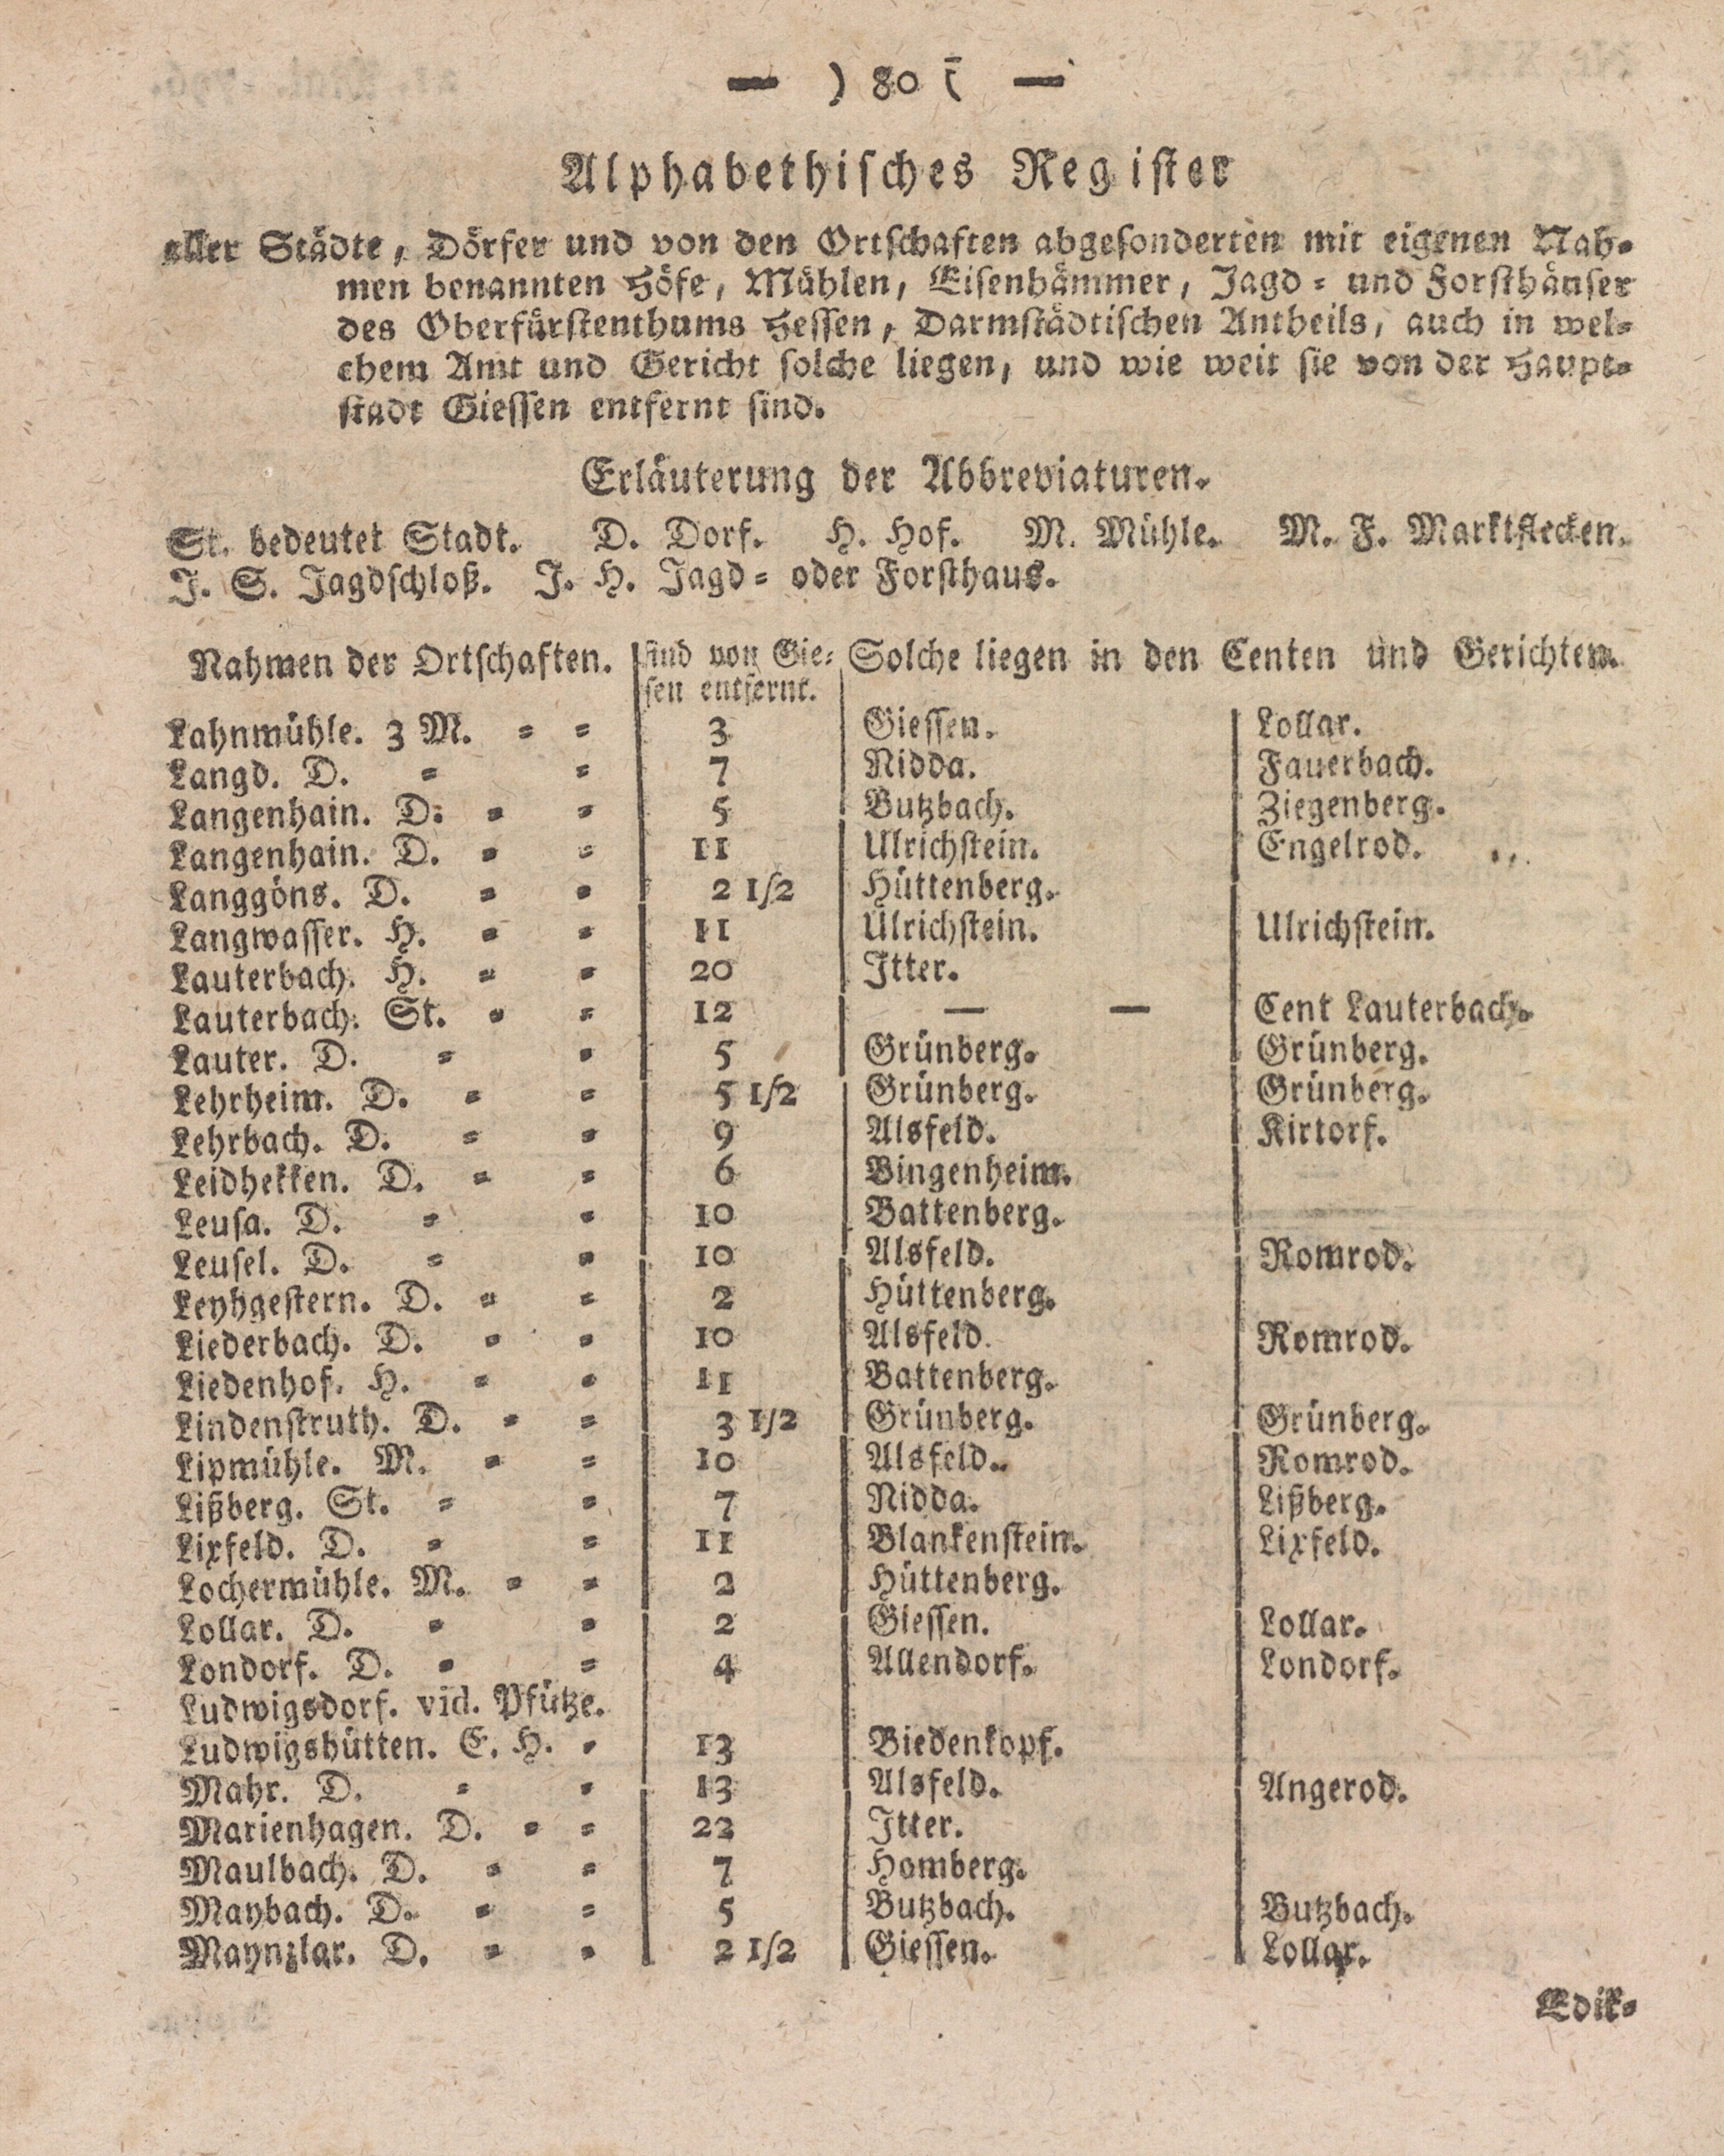 — ) 80 ( —
Alphabethisches Register
aller Städte, Dörfer und von den Ortschaften abgesonderten mit eigenen Nah-
men benannten Höfe, Mühlen, Eisenhämmer, Jagd- und Forsthäuser
des Oberfürstenthums Hessen, Darmstädtischen Antheils, auch in wel-
chem Amt und Gericht solche liegen, und wie weit sie von der Haupt-
stadt Giessen entfernt sind.
Erläuterung der Abbreviaturen.
St. bedeutet Stadt. D. Dorf. H. Hof. M. Mühle. M. F. Marktflecken.
J. S. Jagdschloß. J. H. Jagd- oder Forsthaus.
Nahmen der Ortschaften. sind von Gie- Solche liegen in den Centen und Gerichten.
sen entfernt.
Lahnmühle. 3 M. = = 3 Giessen. Lollar.
Langd. D. = = 7 Nidda. Fauerbach.
Langenhain. D. = = 5 Butzbach. Ziegenberg.
Langenhain. D. = = 11 Ulrichstein. Engelrod.
Langgöns. D. = = 2 1/2 Hüttenberg.
Langwasser. H. = = 11 Ulrichstein. Ulrichstein.
Lauterbach. H. = = 20 Itter.
Lauterbach. St. = = 12 — — Cent Lauterbach.
Lauter. D. = = 5 Grünberg. Grünberg.
Lehrheim. D. = = 5 1/2 Grünberg. Grünberg.
Lehrbach. D. = = 9 Alsfeld. Kirtorf.
Leidhekken. D. = = 6 Bingenheim.
Leusa. D. = = 10 Battenberg.
Leusel. D. = = 10 Alsfeld. Romrod.
Leyhgestern. D. = = 2 Hüttenberg.
Liederbach. D. = = 10 Alsfeld. Romrod.
Liedenhof. H. = = 11 Battenberg.
Lindenstruth. D. = = 3 1/2 Grünberg. Grünberg.
Lipmühle. M. = = 10 Alsfeld. Romrod.
Lißberg. St. = = 7 Nidda. Lißberg.
Lixfeld. D. = = 11 Blankenstein. Lixfeld.
Lochermühle. M. = = 2 Hüttenberg.
Lollar. D. = = 2 Giessen. Lollar.
Londorf. D. = = 4 Allendorf. Londorf.
Ludwigsdorf. vid. Pfütze.
Ludwigshütten. E. H. = 13 Biedenkopf.
Mahr. D. = = 13 Alsfeld. Angerod.
Marienhagen. D. = = 22 Itter.
Maulbach. D. = = 7 Homberg.
Maybach. D. = = 5 Butzbach. Butzbach.
Maynzlar. D. = = 2 1/2 Giessen. Lollar.
Edik-